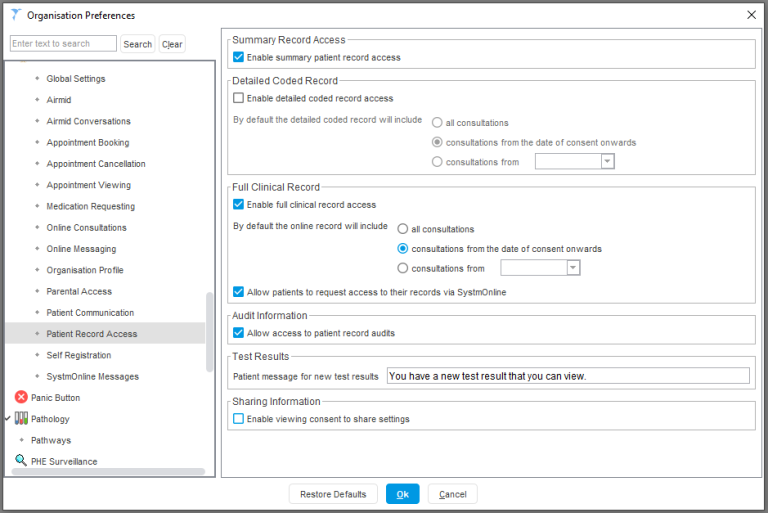 Organisation Preferences
Enter text to search
Search
Clear
Global Settings
Airmid
Airmid Conversations
Appointment Booking
Appointment Cancellation
Appointment Viewing
Medication Requesting
Online Consultations
Online Messaging
Organisation Profile
Parental Access
Patient Communication
Patient Record Access
Self Registration
SystmOnline Messages
Panic Button
Pathology
Pathways
PHE Surveillance
Summary Record Access
Enable summary patient record access
Detailed Coded Record
Enable detailed coded record access
By default the detailed coded record will include
all consultations
consultations from the date of consent onwards
consultations from
Full Clinical Record
Enable full clinical record access
By default the online record will include
all consultations
consultations from the date of consent onwards
consultations from
Allow patients to request access to their records via SystmOnline
Audit Information
Allow access to patient record audits
Test Results
Patient message for new test results
You have a new test result that you can view.
Sharing Information
Enable viewing consent to share settings
Restore Defaults
Ok
Cancel